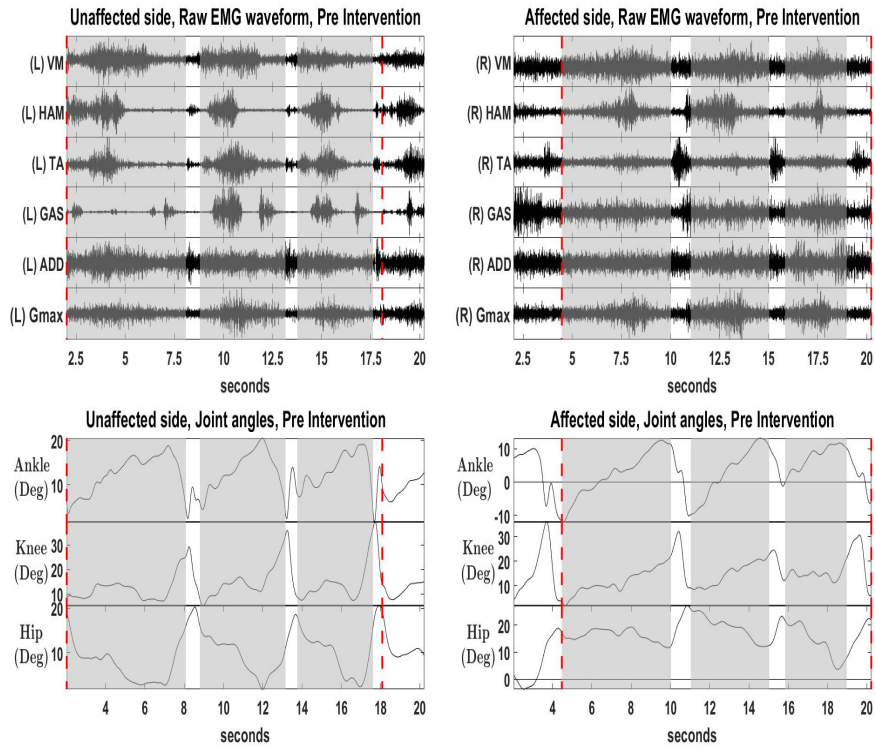 Unaffected side, Raw EMG waveform, Pre Intervention
(L) VM
(L) HAM
(L) TA
(L) GAS
(L) ADD
(L) Gmax
2.5 5 7.5 10 12.5 15 17.5 20
seconds
Affected side, Raw EMG waveform, Pre Intervention
(R) VM
(R) HAM
(R) TA
(R) GAS
(R) ADD
(R) Gmax
2.5 5 7.5 10 12.5 15 17.5 20
seconds
Unaffected side, Joint angles, Pre Intervention
20
Ankle
10
(Deg)
30
Knee
20
(Deg)
10
20
Hip
10
(Deg)
4 6 8 10 12 14 16 18 20
seconds
Affected side, Joint angles, Pre Intervention
10
Ankle
0
(Deg)
-10
30
Knee
20
(Deg)
10
20
Hip
10
(Deg)
0
4 6 8 10 12 14 16 18 20
seconds